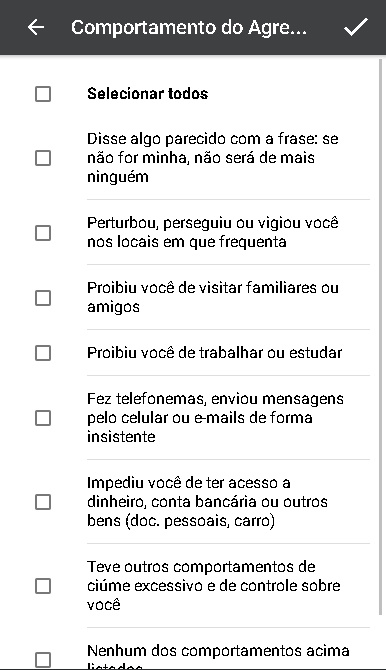 Comportamento do Agre...
Selecionar todos
Disse algo parecido com a frase: se
não for minha, não será de mais
ninguém
Perturbou, perseguiu ou vigiou você
nos locais em que frequenta
Proibiu você de visitar familiares ou
amigos
Proibiu você de trabalhar ou estudar
Fez telefonemas, enviou mensagens
pelo celular ou e-mails de forma
insistente
Impediu você de ter acesso a
dinheiro, conta bancária ou outros
bens (doc. pessoais, carro)
Teve outros comportamentos de
ciúme excessivo e de controle sobre
você
Nenhum dos comportamentos acima
listados